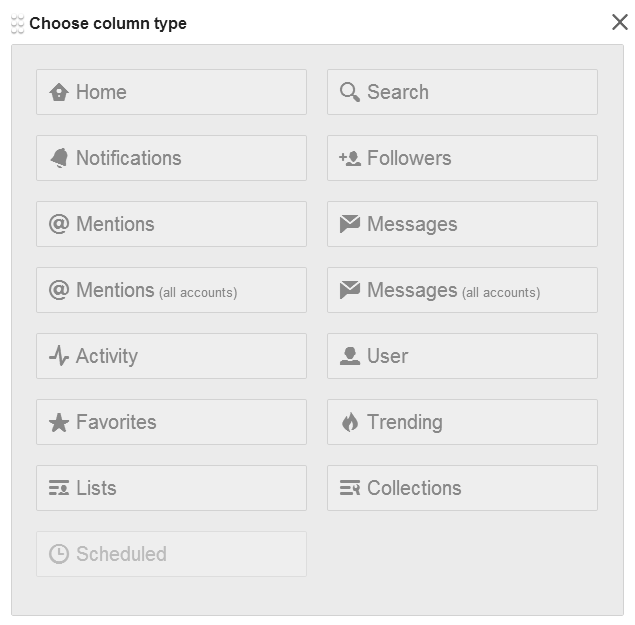 Choose column type
Home
Search
Notifications
Followers
@ Mentions
Messages
@ Mentions (all accounts)
Messages (all accounts)
Activity
User
Favorites
Trending
Lists
Collections
Scheduled